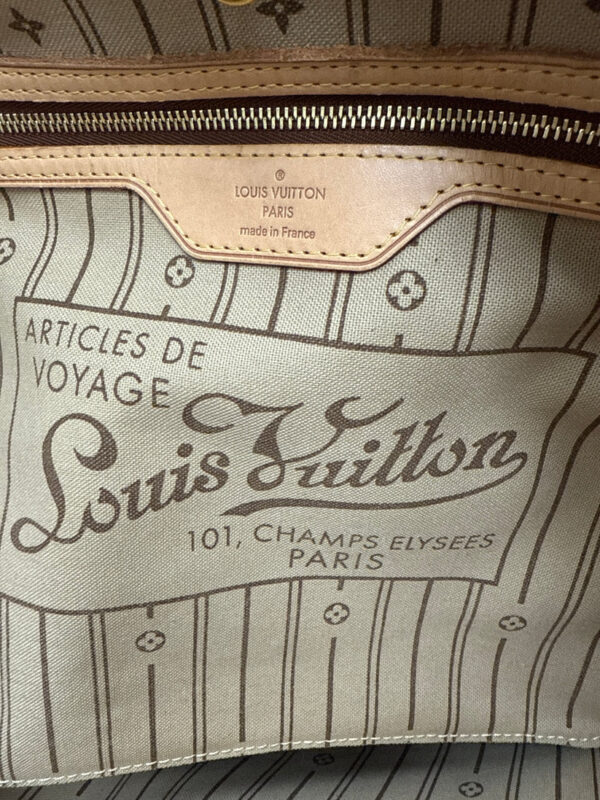 ®
LOUIS VUITTON
PARIS
made in France
ARTICLES DE
VOYAGE
Louis Vuitton
101, CHAMPS ELYSEES
PARIS